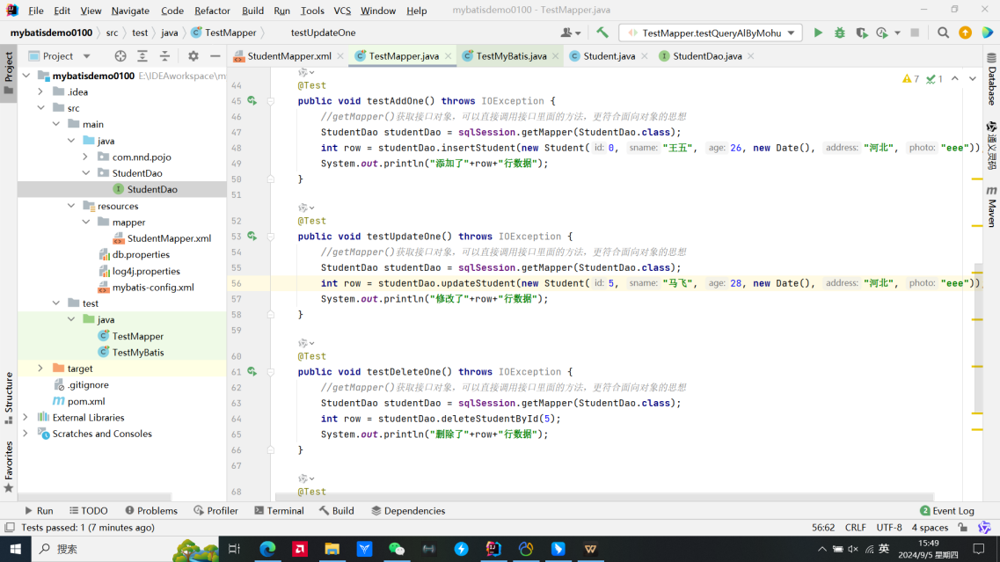 File Edit View Navigate Code Refactor Build Run Tools VCS Window Help mybatisdemo0100 - TestMapper.java
mybatisdemo0100 src test java TestMapper testUpdateOne TestMapper.testQueryAlByMohu
Project StudentMapper.xml TestMapper.java TestMyBatis.java Student.java StudentDao.java
Project
Structure
Favorites
mybatisdemo0100 E:\IDEAworkspace\m
.idea
src
main
java
com.nnd.pojo
StudentDao
StudentDao
resources
mapper
StudentMapper.xml
db.properties
log4j.properties
mybatis-config.xml
test
java
TestMapper
TestMyBatis
target
.gitignore
pom.xml
External Libraries
Scratches and Consoles
7 1
44 @Test
45 public void testAddOne() throws IOException {
46 //getMapper()获取接口对象，可以直接调用接口里面的方法，更符合面向对象的思想
47 StudentDao studentDao = sqlSession.getMapper(StudentDao.class);
48 int row = studentDao.insertStudent(new Student( id: 0, sname: "王五", age: 26, new Date(), address: "河北", photo: "eee"))
49 System.out.println("添加了"+row+"行数据");
50 }
51
52 @Test
53 public void testUpdateOne() throws IOException {
54 //getMapper()获取接口对象，可以直接调用接口里面的方法，更符合面向对象的思想
55 StudentDao studentDao = sqlSession.getMapper(StudentDao.class);
56 int row = studentDao.updateStudent(new Student( id: 5, sname: "马飞", age: 28, new Date(), address: "河北", photo: "eee"))
57 System.out.println("修改了"+row+"行数据");
58 }
59
60 @Test
61 public void testDeleteOne() throws IOException {
62 //getMapper()获取接口对象，可以直接调用接口里面的方法，更符合面向对象的思想
63 StudentDao studentDao = sqlSession.getMapper(StudentDao.class);
64 int row = studentDao.deleteStudentById(5);
65 System.out.println("删除了"+row+"行数据");
66 }
67
68 @Test
Database
通义灵码
m Maven
Run TODO Problems Profiler Terminal Build Dependencies 2 Event Log
Tests passed: 1 (7 minutes ago) 56:62 CRLF UTF-8 4 spaces
搜索 英 15:49
2024/9/5 星期四